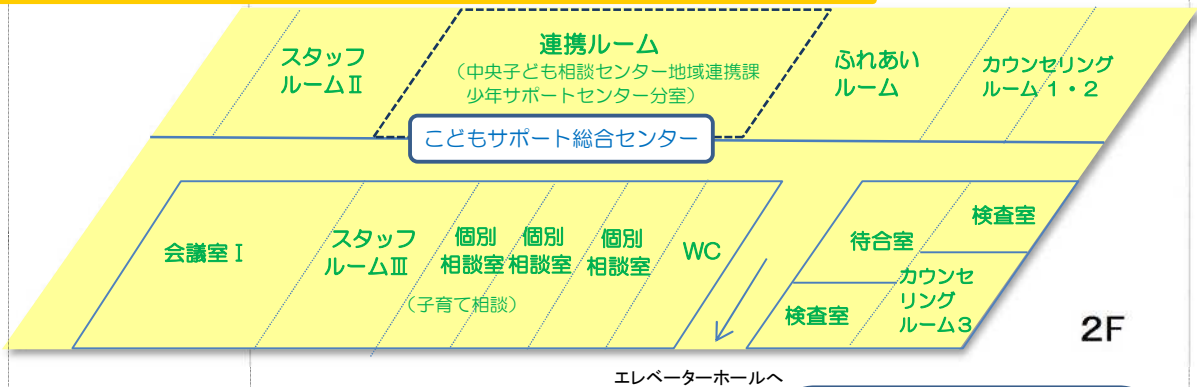 スタッフ
ルームⅡ
連携ルーム
（中央子ども相談センター地域連携課
少年サポートセンター分室）
ふれあい
ルーム
カウンセリング
ルーム１・２
こどもサポート総合センター
会議室Ⅰ
スタッフ
ルームⅢ
個別
相談室
個別
相談室
個別
相談室
（子育て相談）
WC
待合室
検査室
検査室
カウンセ
リング
ルーム３
2F
エレベーターホールへ